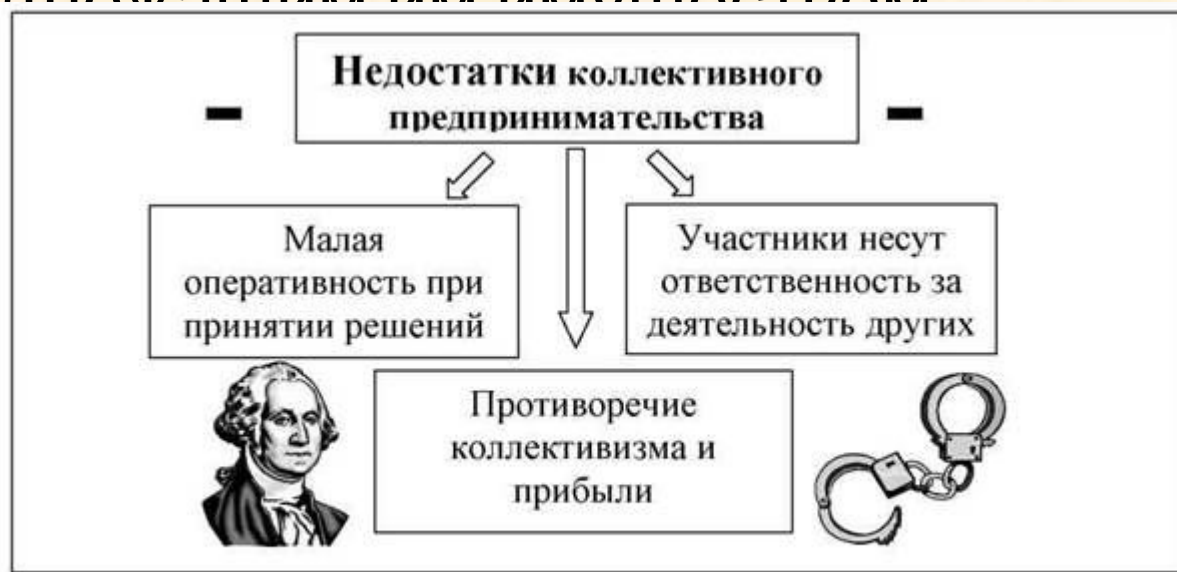 Недостатки коллективного
предпринимательства
-
-
Малая
оперативность при
принятии решений
Участники несут
ответственность за
деятельность других
Противоречие
коллективизма и
прибыли